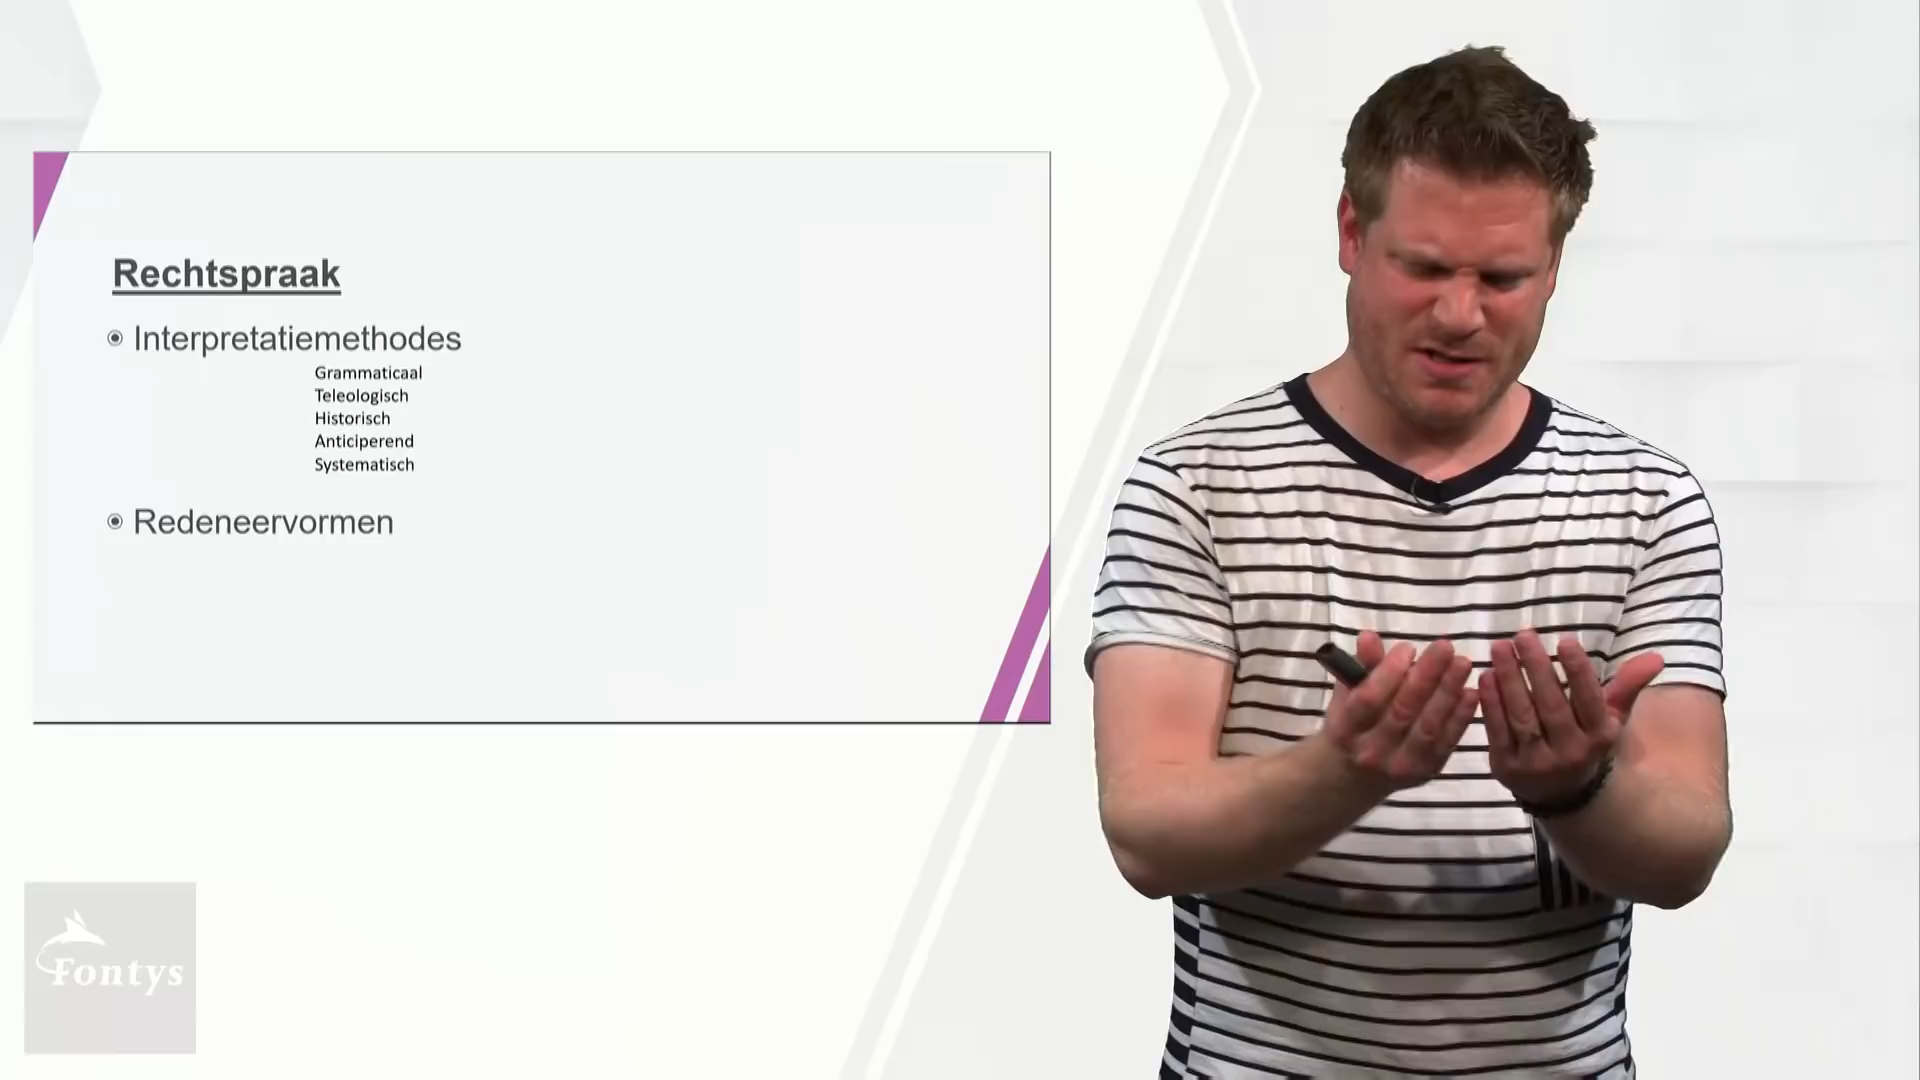 Rechtspraak
Interpretatiemethodes
Grammaticaal
Teleologisch
Historisch
Anticiperend
Systematisch
Redeneervormen
Fontys